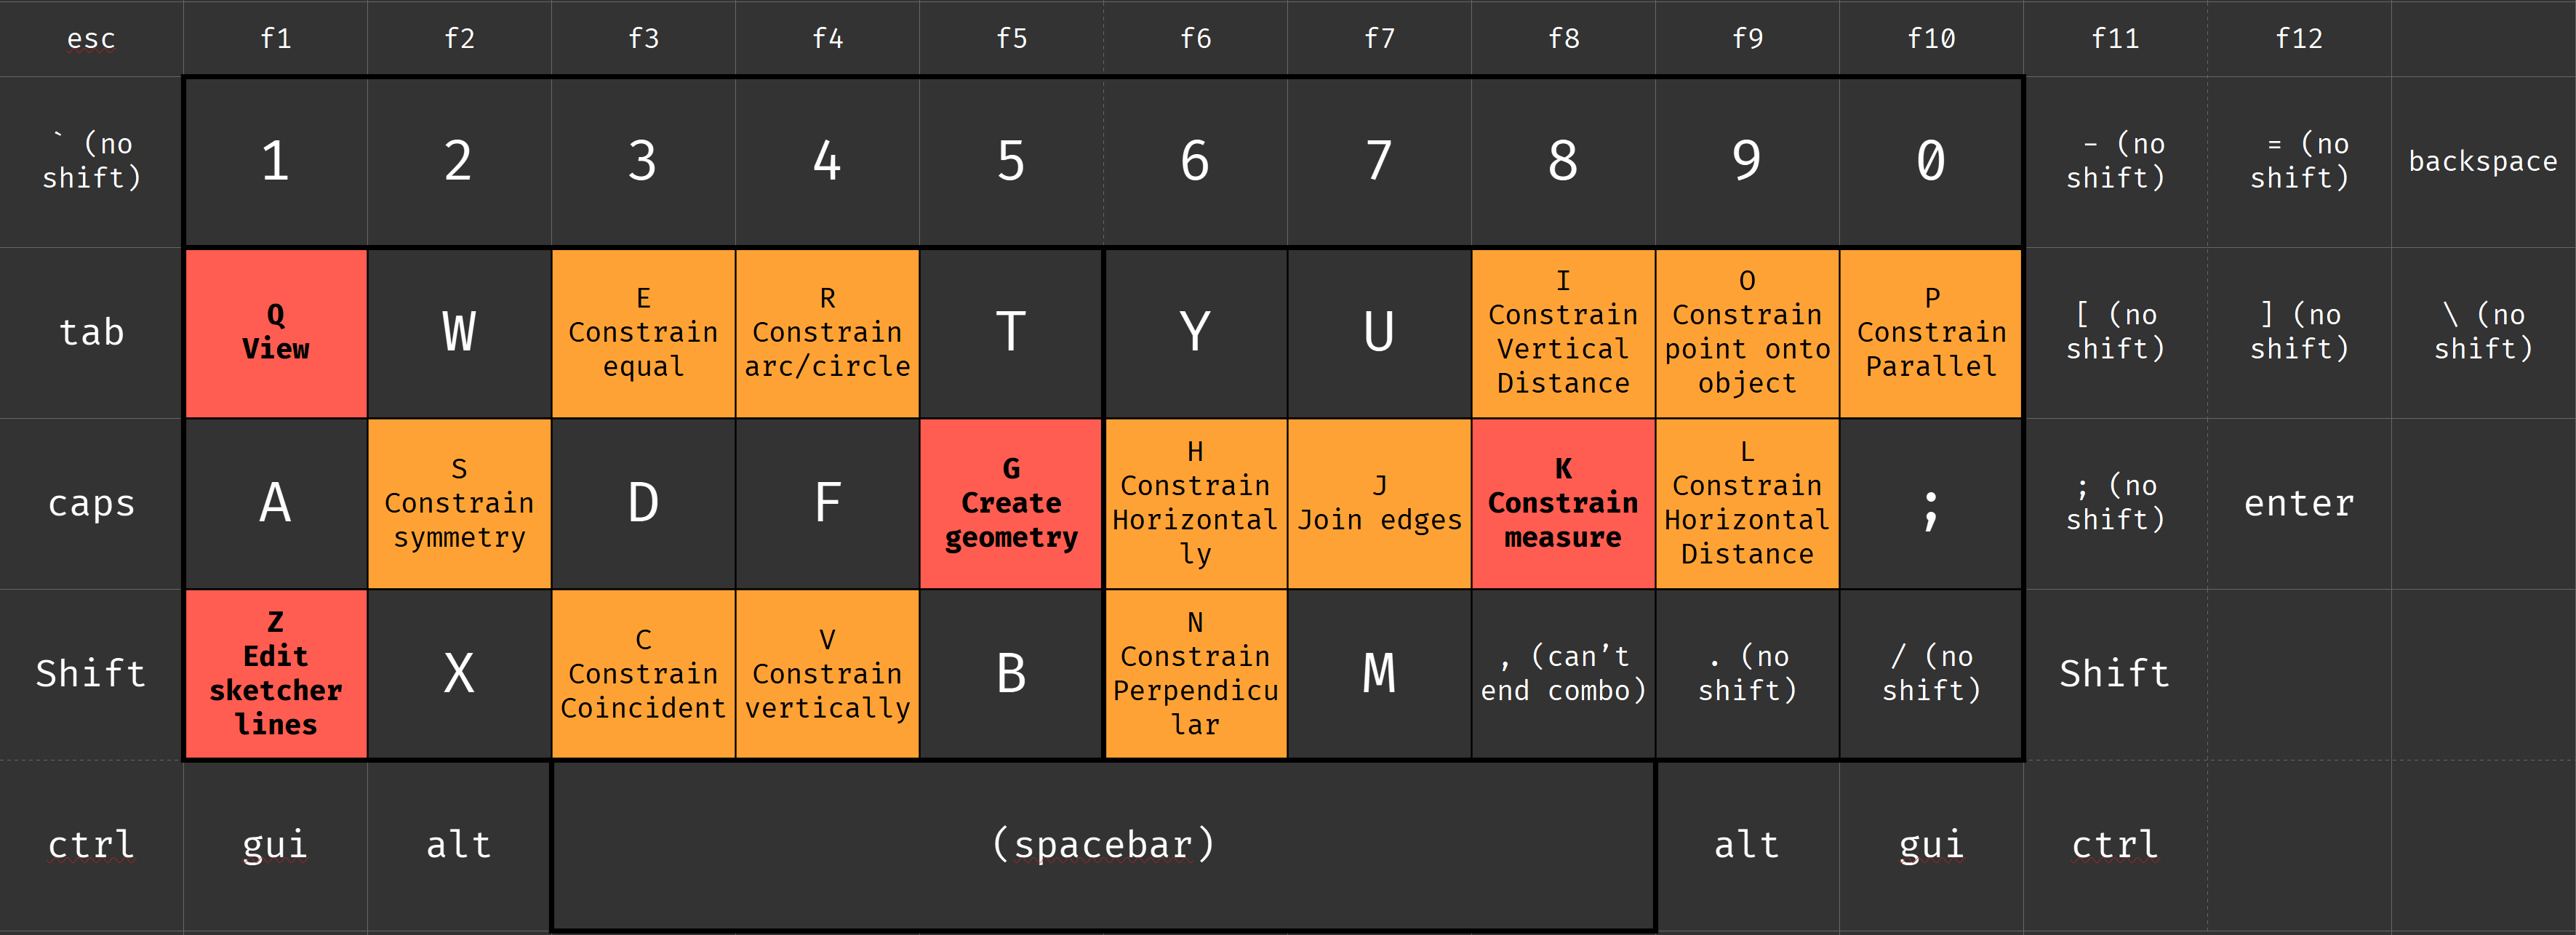 esc f1 f2 f3 f4 f5 f6 f7 f8 f9 f10 f11 f12
` (no
shift)
1
2
3
4
5
6
7
8
9
0
- (no
shift)
= (no
shift)
backspace
tab
Q
View
W
E
Constrain
equal
R
Constrain
arc/circle
T
Y
U
I
Constrain
Vertical
Distance
O
Constrain
point onto
object
P
Constrain
Parallel
[ (no
shift)
] (no
shift)
\ (no
shift)
caps
A
S
Constrain
symmetry
D
F
G
Create
geometry
H
Constrain
Horizontal
ly
J
Join edges
K
Constrain
measure
L
Constrain
Horizontal
Distance
;
; (no
shift)
enter
Shift
Z
Edit
sketcher
lines
X
C
Constrain
Coincident
V
Constrain
vertically
B
N
Constrain
Perpendicu
lar
M
, (can’t
end combo)
. (no
shift)
/ (no
shift)
Shift
ctrl gui alt (spacebar) alt gui ctrl